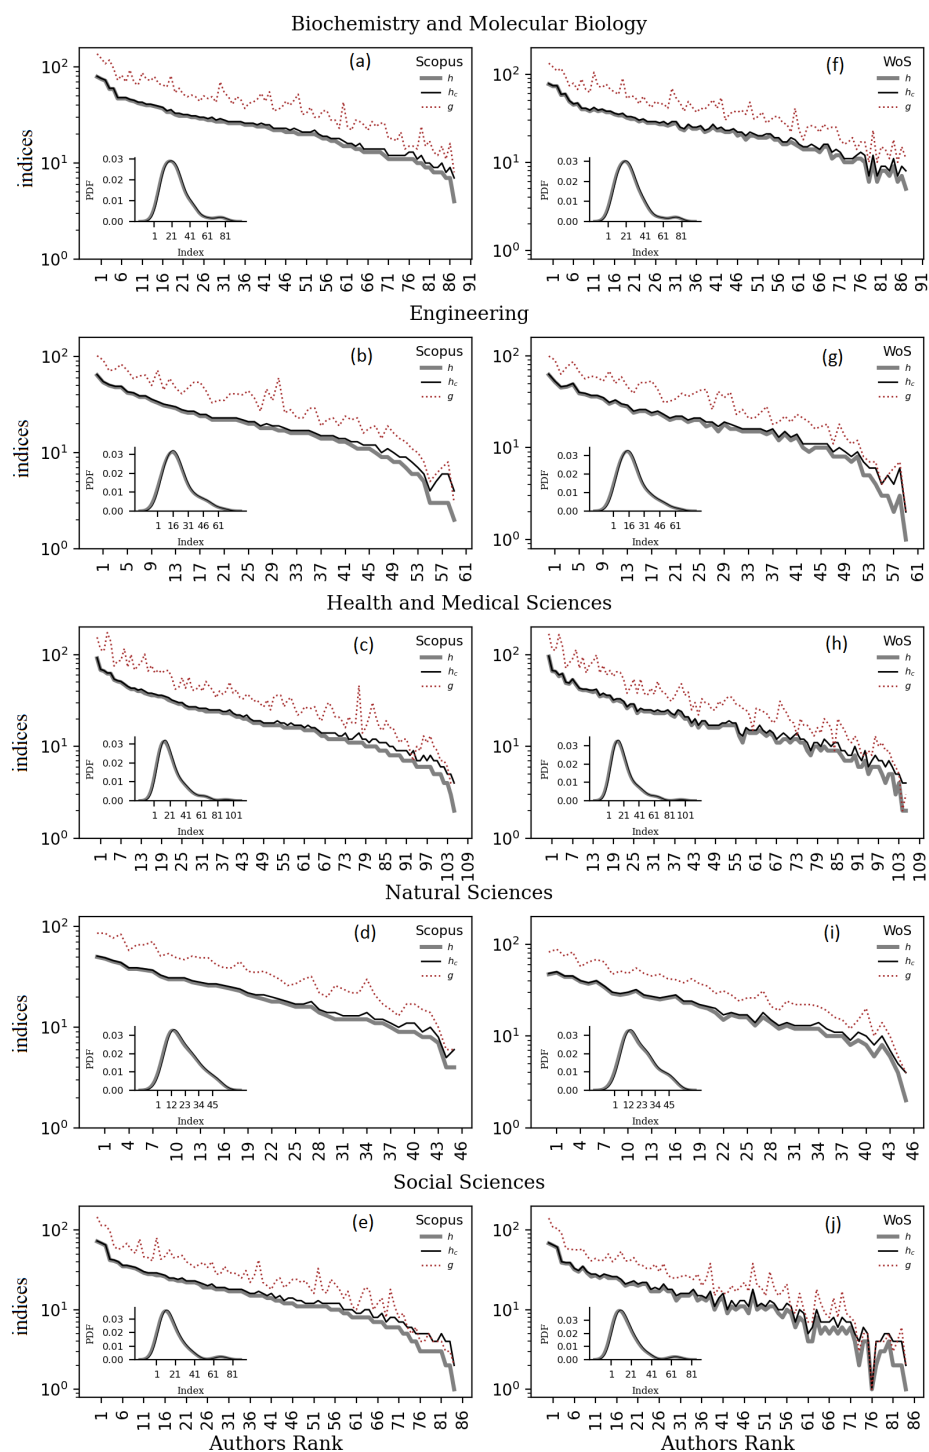 Biochemistry and Molecular Biology
(a) Scopus
h
hc
g
indices
10²
10¹
10⁰
PDF
0.03
0.02
0.01
0.00
1 21 41 61 81
Index
1 6 11 16 21 26 31 36 41 46 51 56 61 66 71 76 81 86 91
(f) WoS
h
hc
g
10²
10¹
10⁰
PDF
0.03
0.02
0.01
0.00
1 21 41 61 81
Index
1 6 11 16 21 26 31 36 41 46 51 56 61 66 71 76 81 86 91
Engineering
(b) Scopus
h
hc
g
indices
10²
10¹
10⁰
PDF
0.03
0.02
0.01
0.00
1 16 31 46 61
Index
1 5 9 13 17 21 25 29 33 37 41 45 49 53 57 61
(g) WoS
h
hc
g
10²
10¹
10⁰
PDF
0.03
0.02
0.01
0.00
1 16 31 46 61
Index
1 5 9 13 17 21 25 29 33 37 41 45 49 53 57 61
Health and Medical Sciences
(c) Scopus
h
hc
g
indices
10²
10¹
10⁰
PDF
0.03
0.02
0.01
0.00
1 21 41 61 81 101
Index
1 7 13 19 25 31 37 43 49 55 61 67 73 79 85 91 97 103 109
(h) WoS
h
hc
g
10²
10¹
10⁰
PDF
0.03
0.02
0.01
0.00
1 21 41 61 81 101
Index
1 7 13 19 25 31 37 43 49 55 61 67 73 79 85 91 97 103 109
Natural Sciences
(d) Scopus
h
hc
g
indices
10²
10¹
10⁰
PDF
0.03
0.02
0.01
0.00
1 12 23 34 45
Index
1 4 7 10 13 16 19 22 25 28 31 34 37 40 43 46
(i) WoS
h
hc
g
10²
10¹
10⁰
PDF
0.03
0.02
0.01
0.00
1 12 23 34 45
Index
1 4 7 10 13 16 19 22 25 28 31 34 37 40 43 46
Social Sciences
(e) Scopus
h
hc
g
indices
10²
10¹
10⁰
PDF
0.03
0.02
0.01
0.00
1 21 41 61 81
Index
1 6 11 16 21 26 31 36 41 46 51 56 61 66 71 76 81 86
Authors Rank
(j) WoS
h
hc
g
10²
10¹
10⁰
PDF
0.03
0.02
0.01
0.00
1 21 41 61 81
Index
1 6 11 16 21 26 31 36 41 46 51 56 61 66 71 76 81 86
Authors Rank